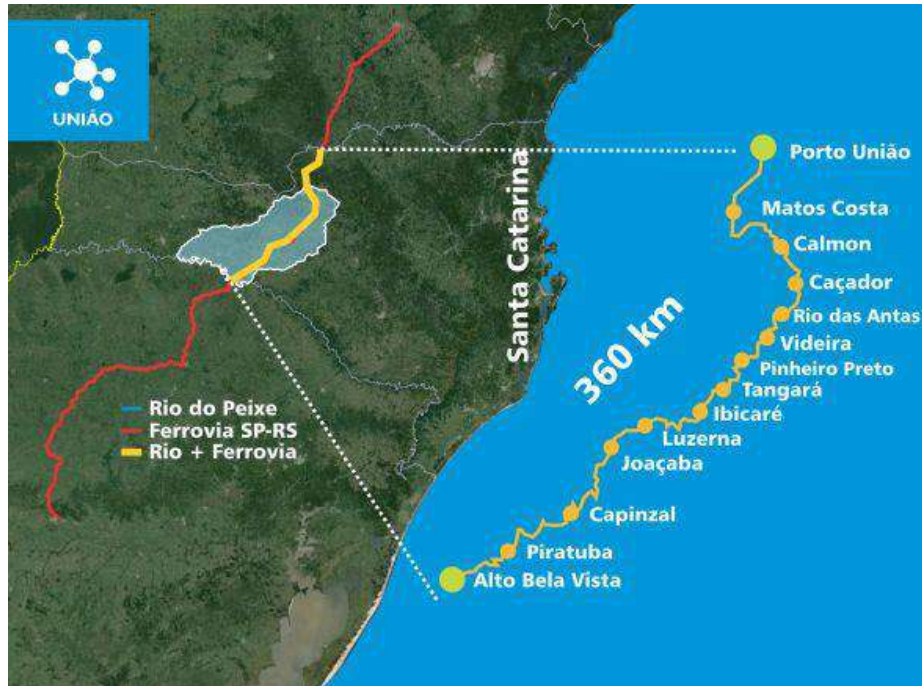 UNIÃO
Santa Catarina
360 km
Rio do Peixe
Ferrovia SP-RS
Rio + Ferrovia
Porto União
Matos Costa
Calmon
Caçador
Rio das Antas
Videira
Pinheiro Preto
Tangará
Ibicaré
Luzerna
Joaçaba
Capinzal
Piratuba
Alto Bela Vista